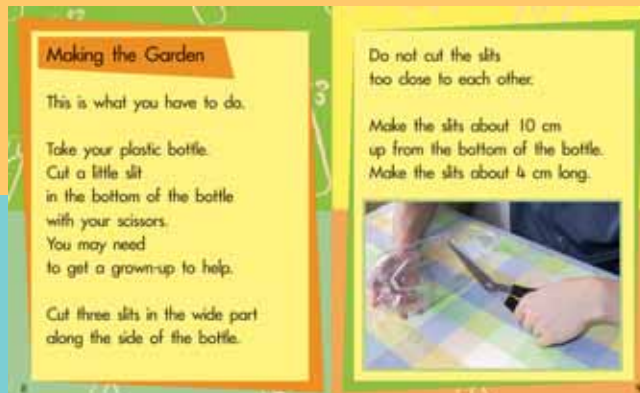 Making the Garden
This is what you have to do.
Take your plastic bottle.
Cut a little slit
in the bottom of the bottle
with your scissors.
You may need
to get a grown-up to help.
Cut three slits in the wide part
along the side of the bottle.
Do not cut the slits
too close to each other.
Make the slits about 10 cm
up from the bottom of the bottle.
Make the slits about 4 cm long.